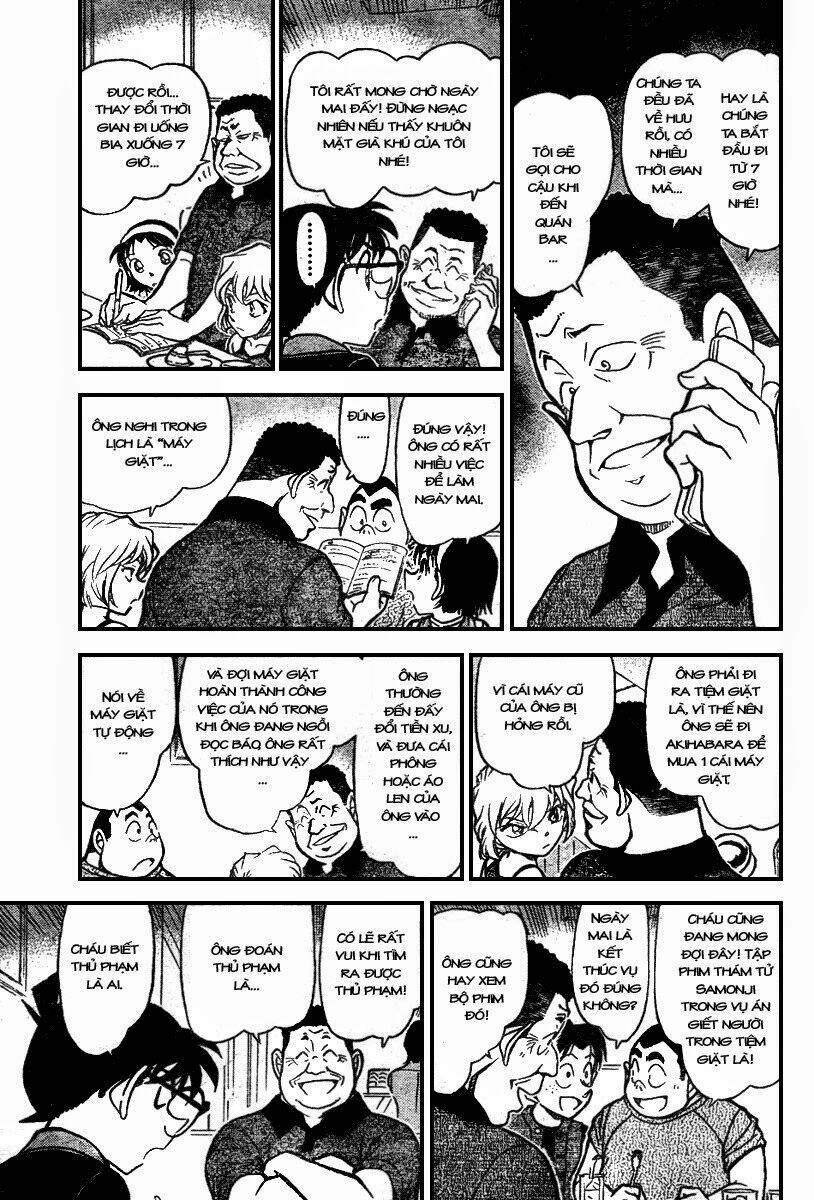 HAY LÀ
CHÚNG
TA BẮT
ĐẦU ĐI
TỪ 7
GIỜ
NHÉ!
CHÚNG TA
ĐỀU ĐÃ
VỀ HƯU
RỒI, CÓ
NHIỀU
THỜI GIAN
MÀ...
TÔI SẼ
GỌI CHO
CẬU KHI
ĐẾN
QUÁN
BAR
...
TÔI RẤT MONG CHỜ NGÀY
MAI ĐẤY! ĐỪNG NGẠC
NHIÊN NẾU THẤY KHUÔN
MẶT GIÀ KHÚ CỦA TÔI
NHÉ!
ĐƯỢC RỒI...
THAY ĐỔI THỜI
GIAN ĐI UỐNG
BIA XUỐNG 7
GIỜ...
ĐÚNG VẬY!
ÔNG CÓ RẤT
NHIỀU VIỆC
ĐỂ LÀM
NGÀY MAI.
ĐÚNG
....
ÔNG NGHI TRONG
LỊCH LÀ “MÁY
GIẶT”...
ÔNG PHẢI ĐI
RA TIỆM GIẶT
LÀ, VÌ THẾ NÊN
ÔNG SẼ ĐI
AKIHABARA ĐỂ
MUA 1 CÁI MÁY
GIẶT.
VÌ CÁI MÁY CŨ
CỦA ÔNG BỊ
HỎNG RỒI.
ÔNG
THƯỜNG
ĐẾN ĐẤY
ĐỔI TIỀN XU,
VÀ ĐƯA CÁI
PHÔNG
HOẶC ÁO
LEN CỦA
ÔNG VÀO
...
VÀ ĐỢI MÁY GIẶT
HOÀN THÀNH CÔNG
VIỆC CỦA NÓ TRONG
KHI ÔNG ĐANG NGỒI
ĐỌC BÁO, ÔNG RẤT
THÍCH NHƯ VẬY
...
NÓI VỀ
MÁY GIẶT
TỰ ĐỘNG
...
CHÁU CŨNG
ĐANG MONG
ĐỢI ĐÂY! TẬP
PHIM THÁM TỬ
SAMONJI
TRONG VỤ ÁN
GIẾT NGƯỜI
TRONG TIỆM
GIẶT LÀ!
NGÀY
MAI LÀ
KẾT
THÚC VỤ
ĐÓ ĐÚNG
KHÔNG?
ÔNG CŨNG
HAY XEM
BỘ PHIM
ĐÓ!
CÓ LẼ RẤT
VUI KHI TÌM
RA ĐƯỢC
THỦ PHẠM!
ÔNG ĐOÁN
THỦ PHẠM
LÀ...
CHÁU BIẾT
THỦ PHẠM
LÀ AI.